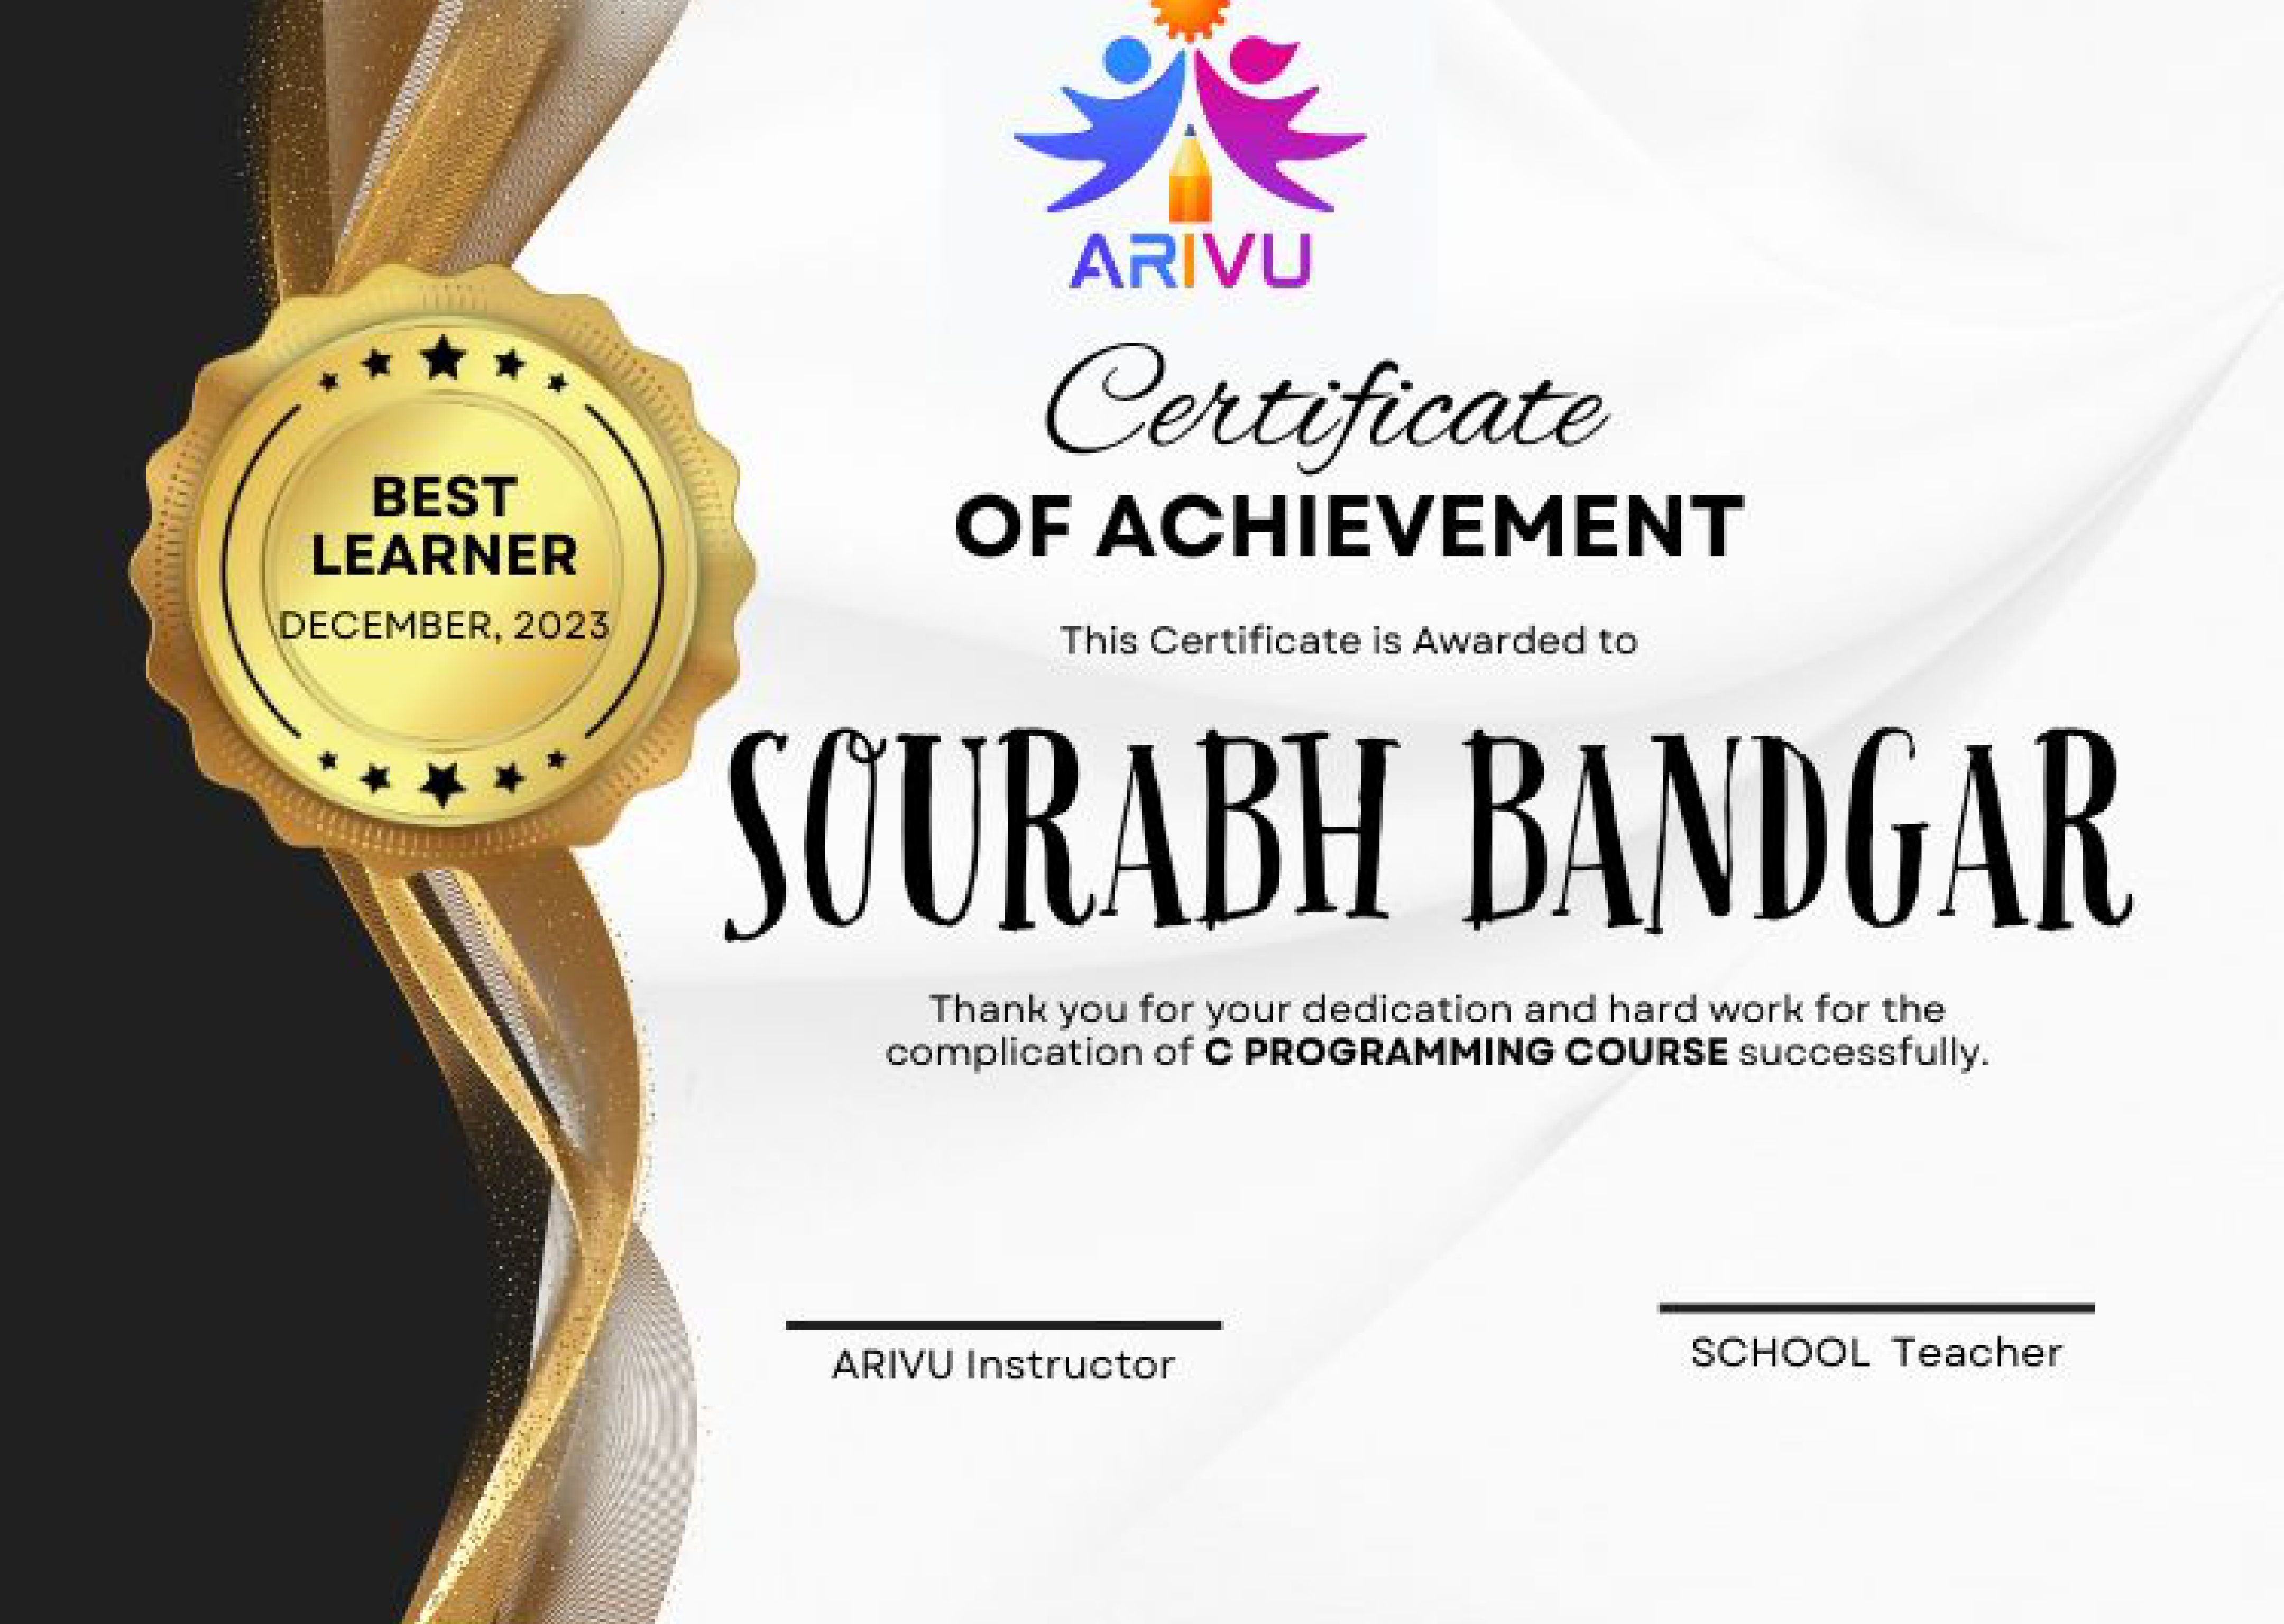 ARIVU
Certificate
OF ACHIEVEMENT
BEST
LEARNER
DECEMBER, 2023
This Certificate is Awarded to
SOURABH BANDGAR
Thank you for your dedication and hard work for the
complication of C PROGRAMMING COURSE successfully.
ARIVU Instructor
SCHOOL Teacher